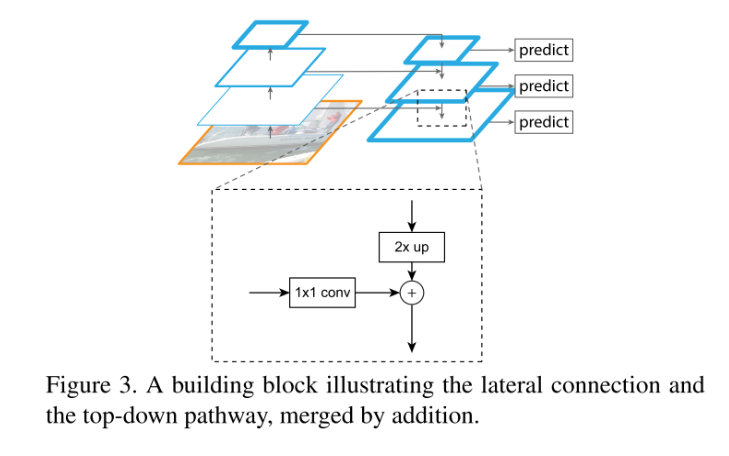 predict
predict
predict
2x up
1x1 conv
+
Figure 3. A building block illustrating the lateral connection and
the top-down pathway, merged by addition.